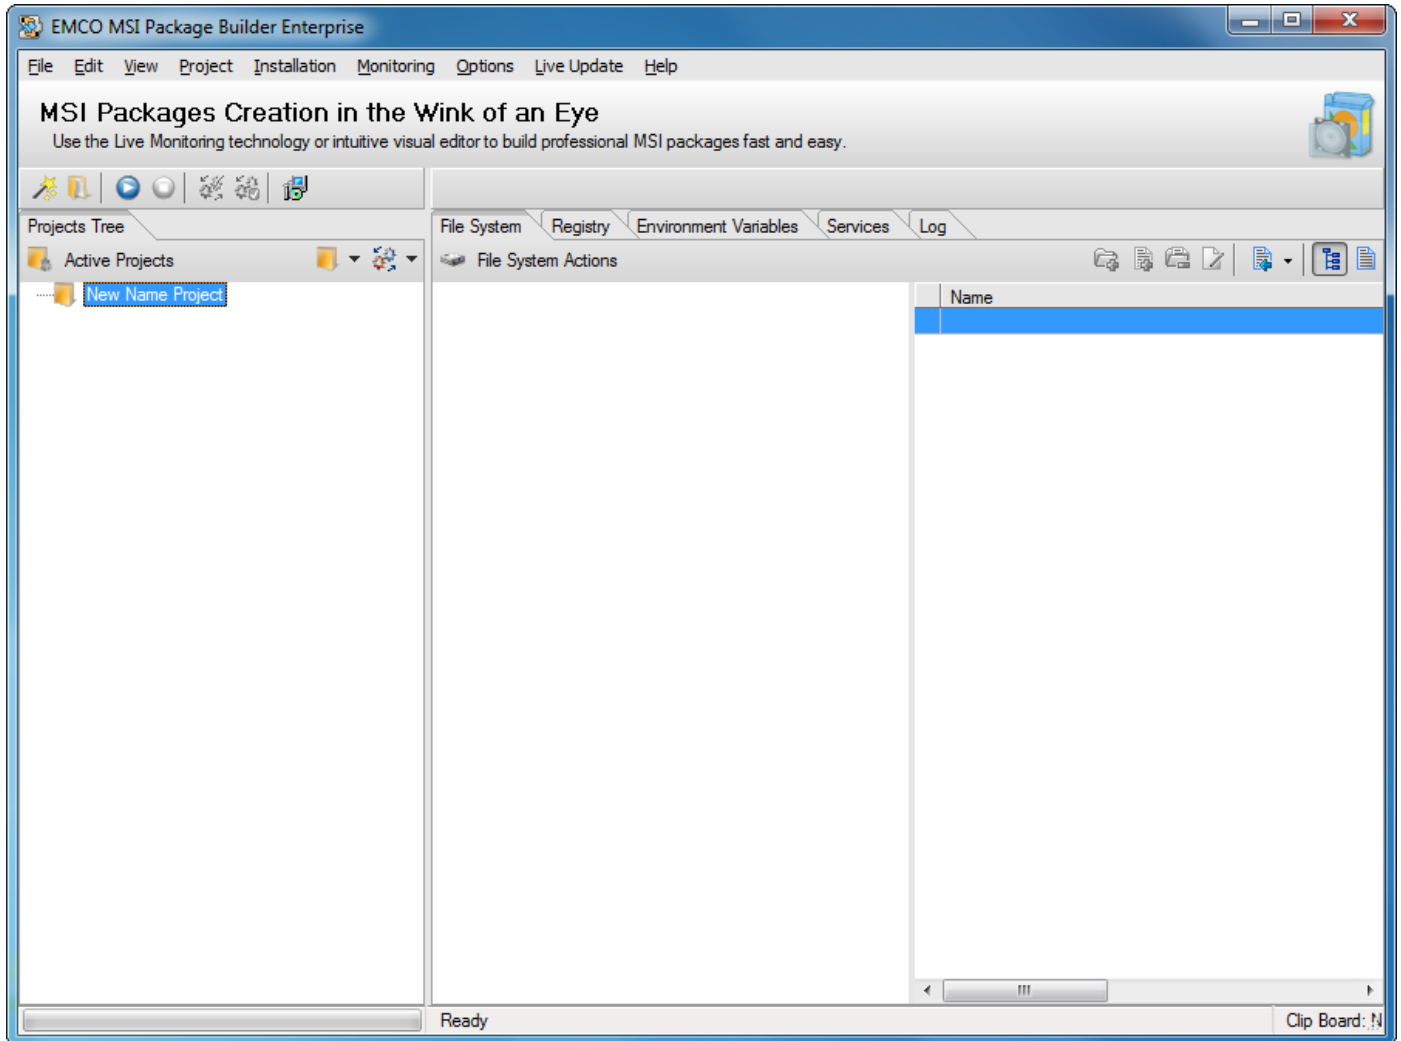 EMCO MSI Package Builder Enterprise
File Edit View Project Installation Monitoring Options Live Update Help
MSI Packages Creation in the Wink of an Eye
Use the Live Monitoring technology or intuitive visual editor to build professional MSI packages fast and easy.
Projects Tree
File System Registry Environment Variables Services Log
Active Projects
File System Actions
New Name Project
Name
Ready
Clip Board: N